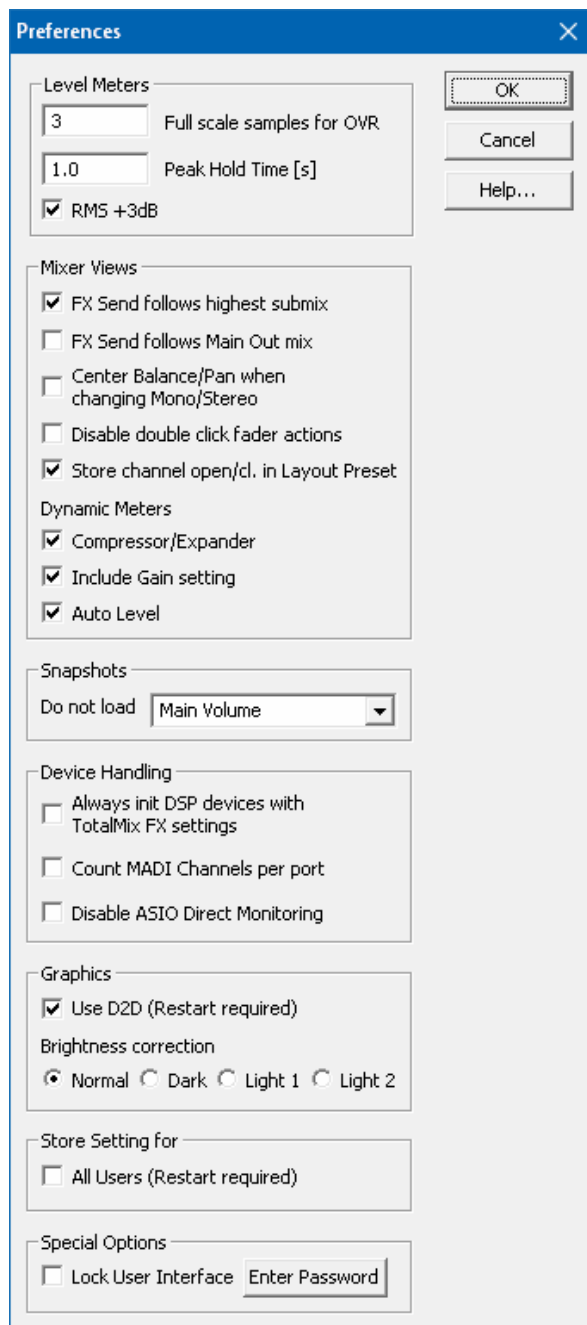 Preferences
Level Meters
OK
3 Full scale samples for OVR
Cancel
1.0 Peak Hold Time [s]
Help...
RMS +3dB
Mixer Views
FX Send follows highest submix
FX Send follows Main Out mix
Center Balance/Pan when
changing Mono/Stereo
Disable double click fader actions
Store channel open/cl. in Layout Preset
Dynamic Meters
Compressor/Expander
Include Gain setting
Auto Level
Snapshots
Do not load Main Volume
Device Handling
Always init DSP devices with
TotalMix FX settings
Count MADI Channels per port
Disable ASIO Direct Monitoring
Graphics
Use D2D (Restart required)
Brightness correction
Normal Dark Light 1 Light 2
Store Setting for
All Users (Restart required)
Special Options
Lock User Interface Enter Password